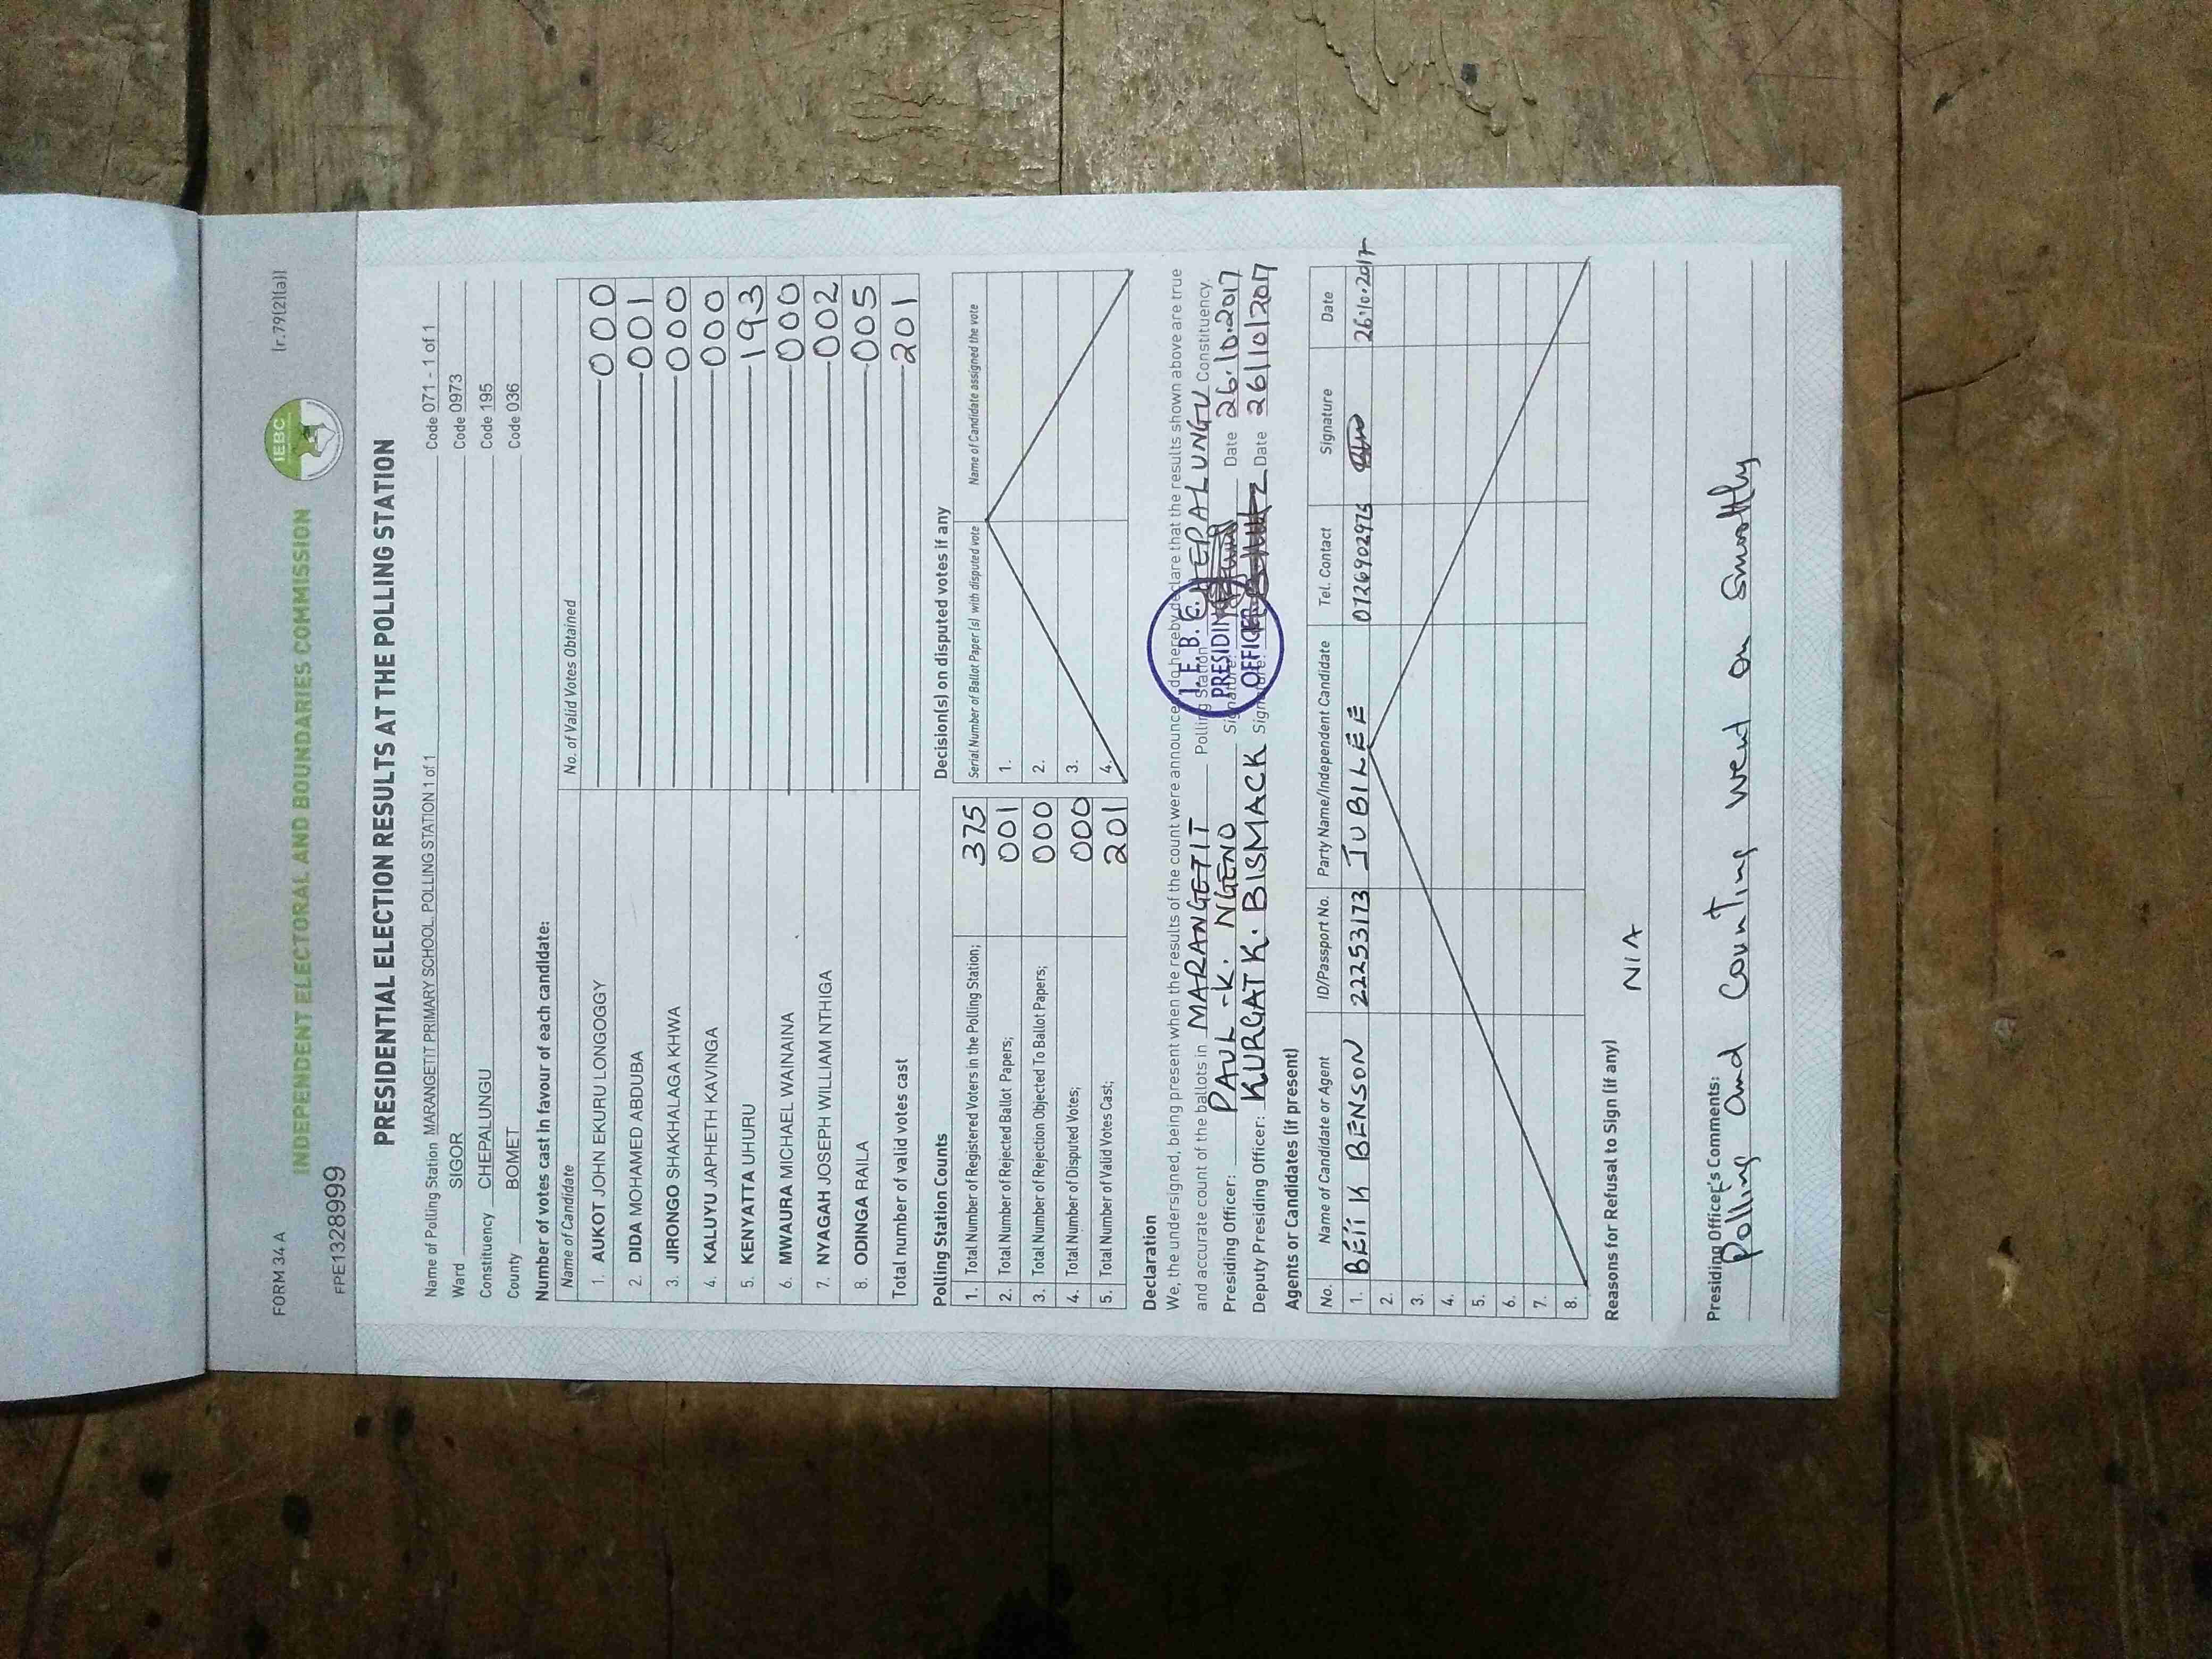 FORM 34 A
[r.79(2)(a)]
INDEPENDENT ELECTORAL AND BOUNDARIES COMMISSION
IEBC
FPE1328999
PRESIDENTIAL ELECTION RESULTS AT THE POLLING STATION
Name of Polling Station MARANGETIT PRIMARY SCHOOL. POLLING STATION 1 of 1 Code 071 - 1 of 1
Ward SIGOR Code 0973
Constituency CHEPALUNGU Code 195
County BOMET Code 036
Number of votes cast in favour of each candidate:
Name of Candidate No. of Valid Votes Obtained
1. AUKOT JOHN EKURU LONGOGGY 000
2. DIDA MOHAMED ABDUBA 001
3. JIRONGO SHAKHALAGA KHWA 000
4. KALUYU JAPHETH KAVINGA 000
5. KENYATTA UHURU 193
6. MWAURA MICHAEL WAINAINA 000
7. NYAGAH JOSEPH WILLIAM NTHIGA 002
8. ODINGA RAILA 005
Total number of valid votes cast 201
Polling Station Counts
1. Total Number of Registered Voters in the Polling Station; 375
2. Total Number of Rejected Ballot Papers; 001
3. Total Number of Rejection Objected To Ballot Papers; 000
4. Total Number of Disputed Votes; 000
5. Total Number of Valid Votes Cast; 201
Decision(s) on disputed votes if any
Serial Number of Ballot Paper(s) with disputed vote Name of Candidate assigned the vote
1.
2.
3.
4.
Declaration
We, the undersigned, being present when the results of the count were announced, do hereby declare that the results shown above are true
and accurate count of the ballots in MARANGETIT Polling Station CHEPALUNGU Constituency.
Presiding Officer: PAUL -K. NGENO Signature Date 26.10.2017
Deputy Presiding Officer: KURGAT K. BISMACK Signature Date 26/10/2017
I.E.B.C.
PRESIDING
OFFICER
Agents or Candidates (if present)
No. Name of Candidate or Agent ID/Passport No. Party Name/Independent Candidate Tel. Contact Signature Date
1. BEII K BENSON 22253173 JUBILEE 0726902976 26.10.2017
2.
3.
4.
5.
6.
7.
8.
Reasons for Refusal to Sign (if any)
N/A
Presiding Officer's Comments:
Polling and Counting went on smoothly